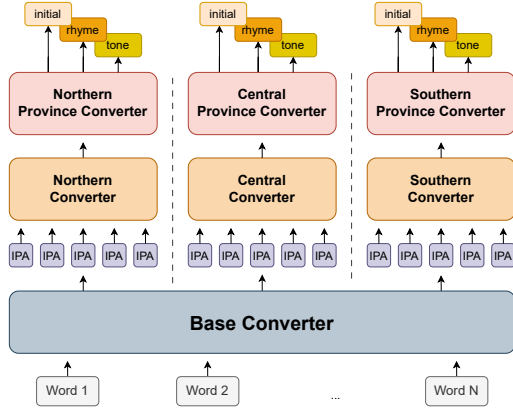 initial
rhyme
tone
initial
rhyme
tone
initial
rhyme
tone
Northern
Province Converter
Central
Province Converter
Southern
Province Converter
Northern
Converter
Central
Converter
Southern
Converter
IPA IPA IPA IPA IPA
IPA IPA IPA IPA IPA
IPA IPA IPA IPA IPA
Base Converter
Word 1
Word 2
...
Word N